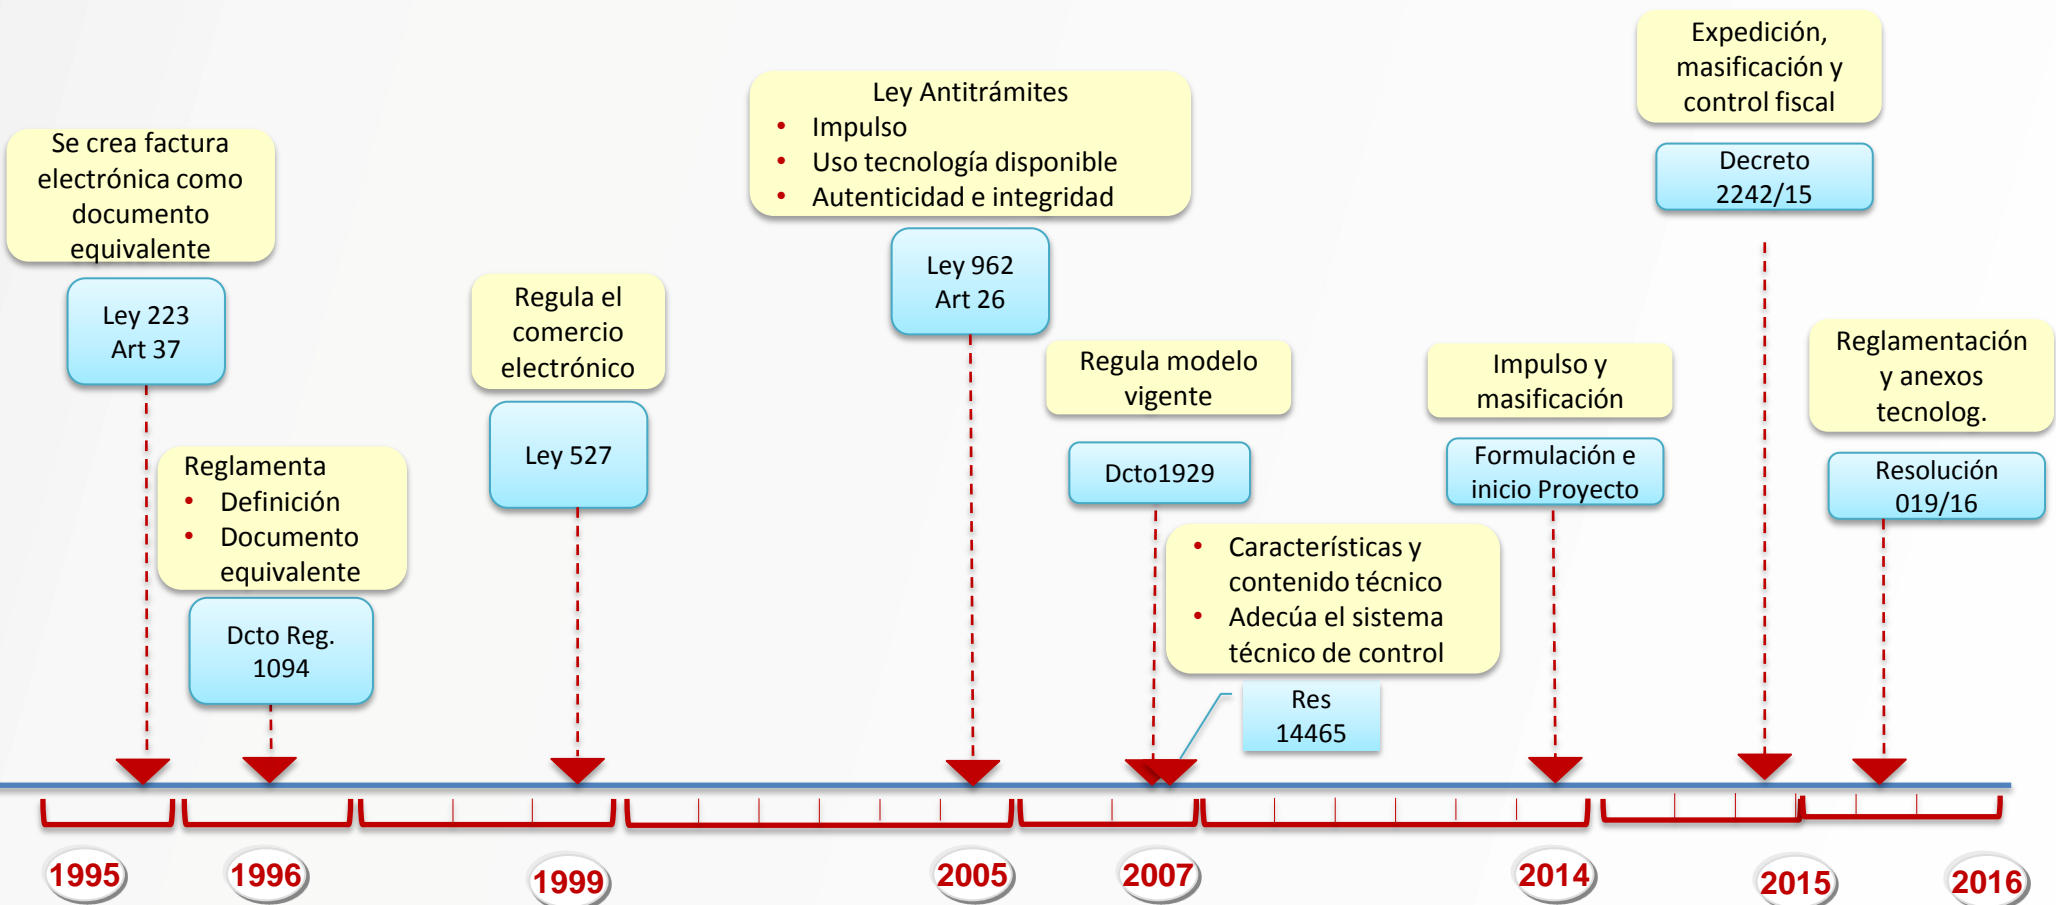 Se crea factura
electrónica como
documento
equivalente
Ley 223
Art 37
Reglamenta
• Definición
• Documento
equivalente
Dcto Reg.
1094
Regula el
comercio
electrónico
Ley 527
Ley Antitrámites
• Impulso
• Uso tecnología disponible
• Autenticidad e integridad
Ley 962
Art 26
Regula modelo
vigente
Dcto1929
• Características y
contenido técnico
• Adecúa el sistema
técnico de control
Res
14465
Impulso y
masificación
Formulación e
inicio Proyecto
Expedición,
masificación y
control fiscal
Decreto
2242/15
Reglamentación
y anexos
tecnolog.
Resolución
019/16
1995
1996
1999
2005
2007
2014
2015
2016